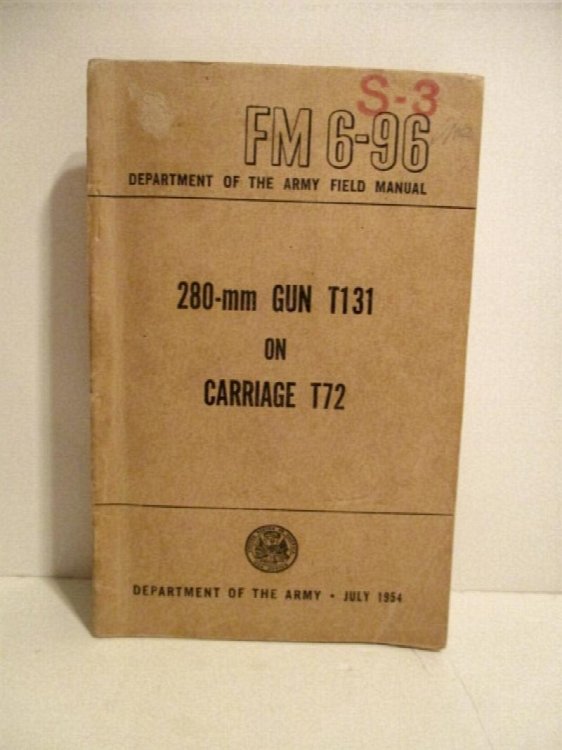 S-3
FM 6-96
DEPARTMENT OF THE ARMY FIELD MANUAL
280-mm GUN T131
ON
CARRIAGE T72
DEPARTMENT OF THE ARMY • JULY 1954